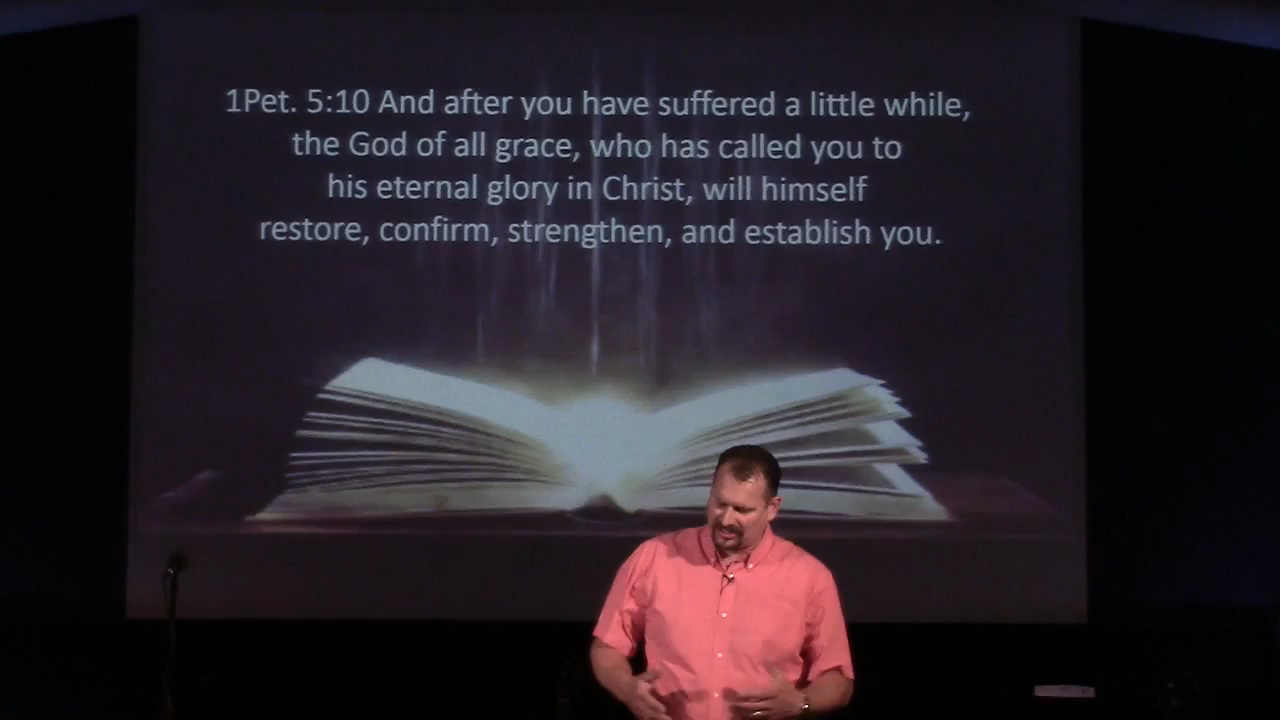 1Pet. 5:10 And after you have suffered a little while,
the God of all grace, who has called you to
his eternal glory in Christ, will himself
restore, confirm, strengthen, and establish you.